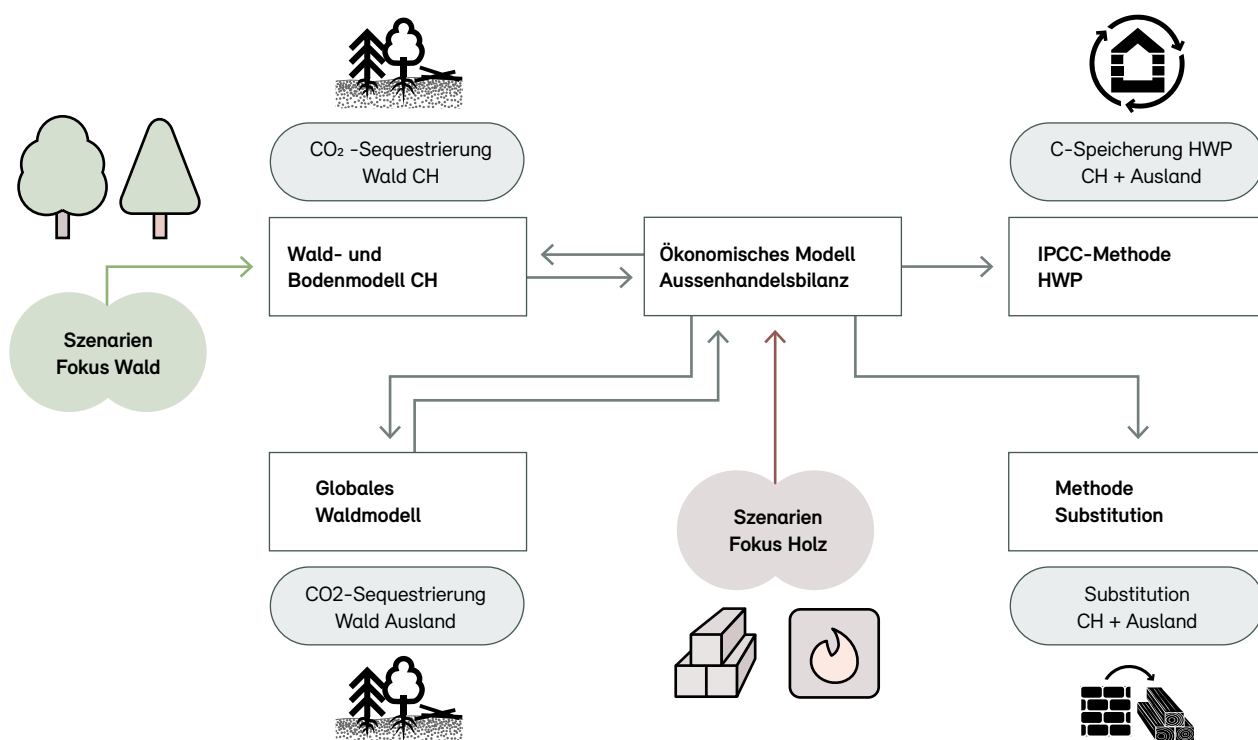 CO₂ -Sequestrierung
Wald CH
C-Speicherung HWP
CH + Ausland
Wald- und
Bodenmodell CH
Ökonomisches Modell
Aussenhandelsbilanz
IPCC-Methode
HWP
Szenarien
Fokus Wald
Globales
Waldmodell
Szenarien
Fokus Holz
Methode
Substitution
CO2-Sequestrierung
Wald Ausland
Substitution
CH + Ausland